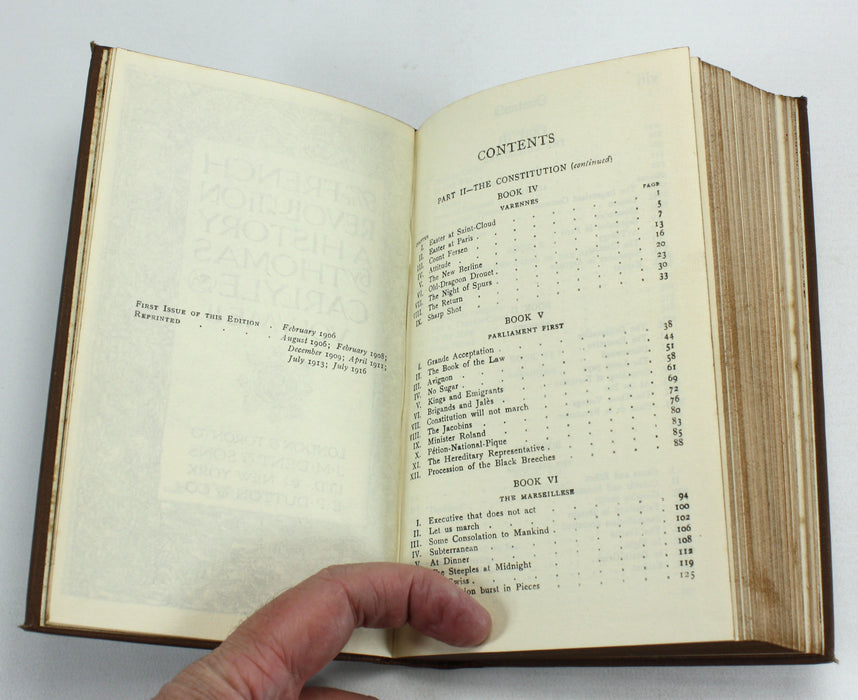 FIRST ISSUE OF THIS EDITION . February 1906
REPRINTED . . . . August 1906; February 1908;
December 1909; April 1911;
July 1913; July 1916
CONTENTS
PART II—THE CONSTITUTION (continued)
BOOK IV
VARENNES
CHAPTER PAGE
I. Easter at Saint-Cloud 1
II. Easter at Paris 5
III. Count Fersen 7
IV. Attitude 13
V. The New Berline 16
VI. Old-Dragoon Drouet 20
VII. The Night of Spurs 23
VIII. The Return 30
IX. Sharp Shot 33
BOOK V
PARLIAMENT FIRST
I. Grande Acceptation 38
II. The Book of the Law 44
III. Avignon 51
IV. No Sugar 58
V. Kings and Emigrants 61
VI. Brigands and Jalès 69
VII. Constitution will not march 72
VIII. The Jacobins 76
IX. Minister Roland 80
X. Pétion-National-Pique 83
XI. The Hereditary Representative 85
XII. Procession of the Black Breeches 88
BOOK VI
THE MARSEILLESE
I. Executive that does not act 94
II. Let us march 100
III. Some Consolation to Mankind 102
IV. Subterranean 106
V. At Dinner 108
The Steeples at Midnight 112
Swiss 119
burst in Pieces 125